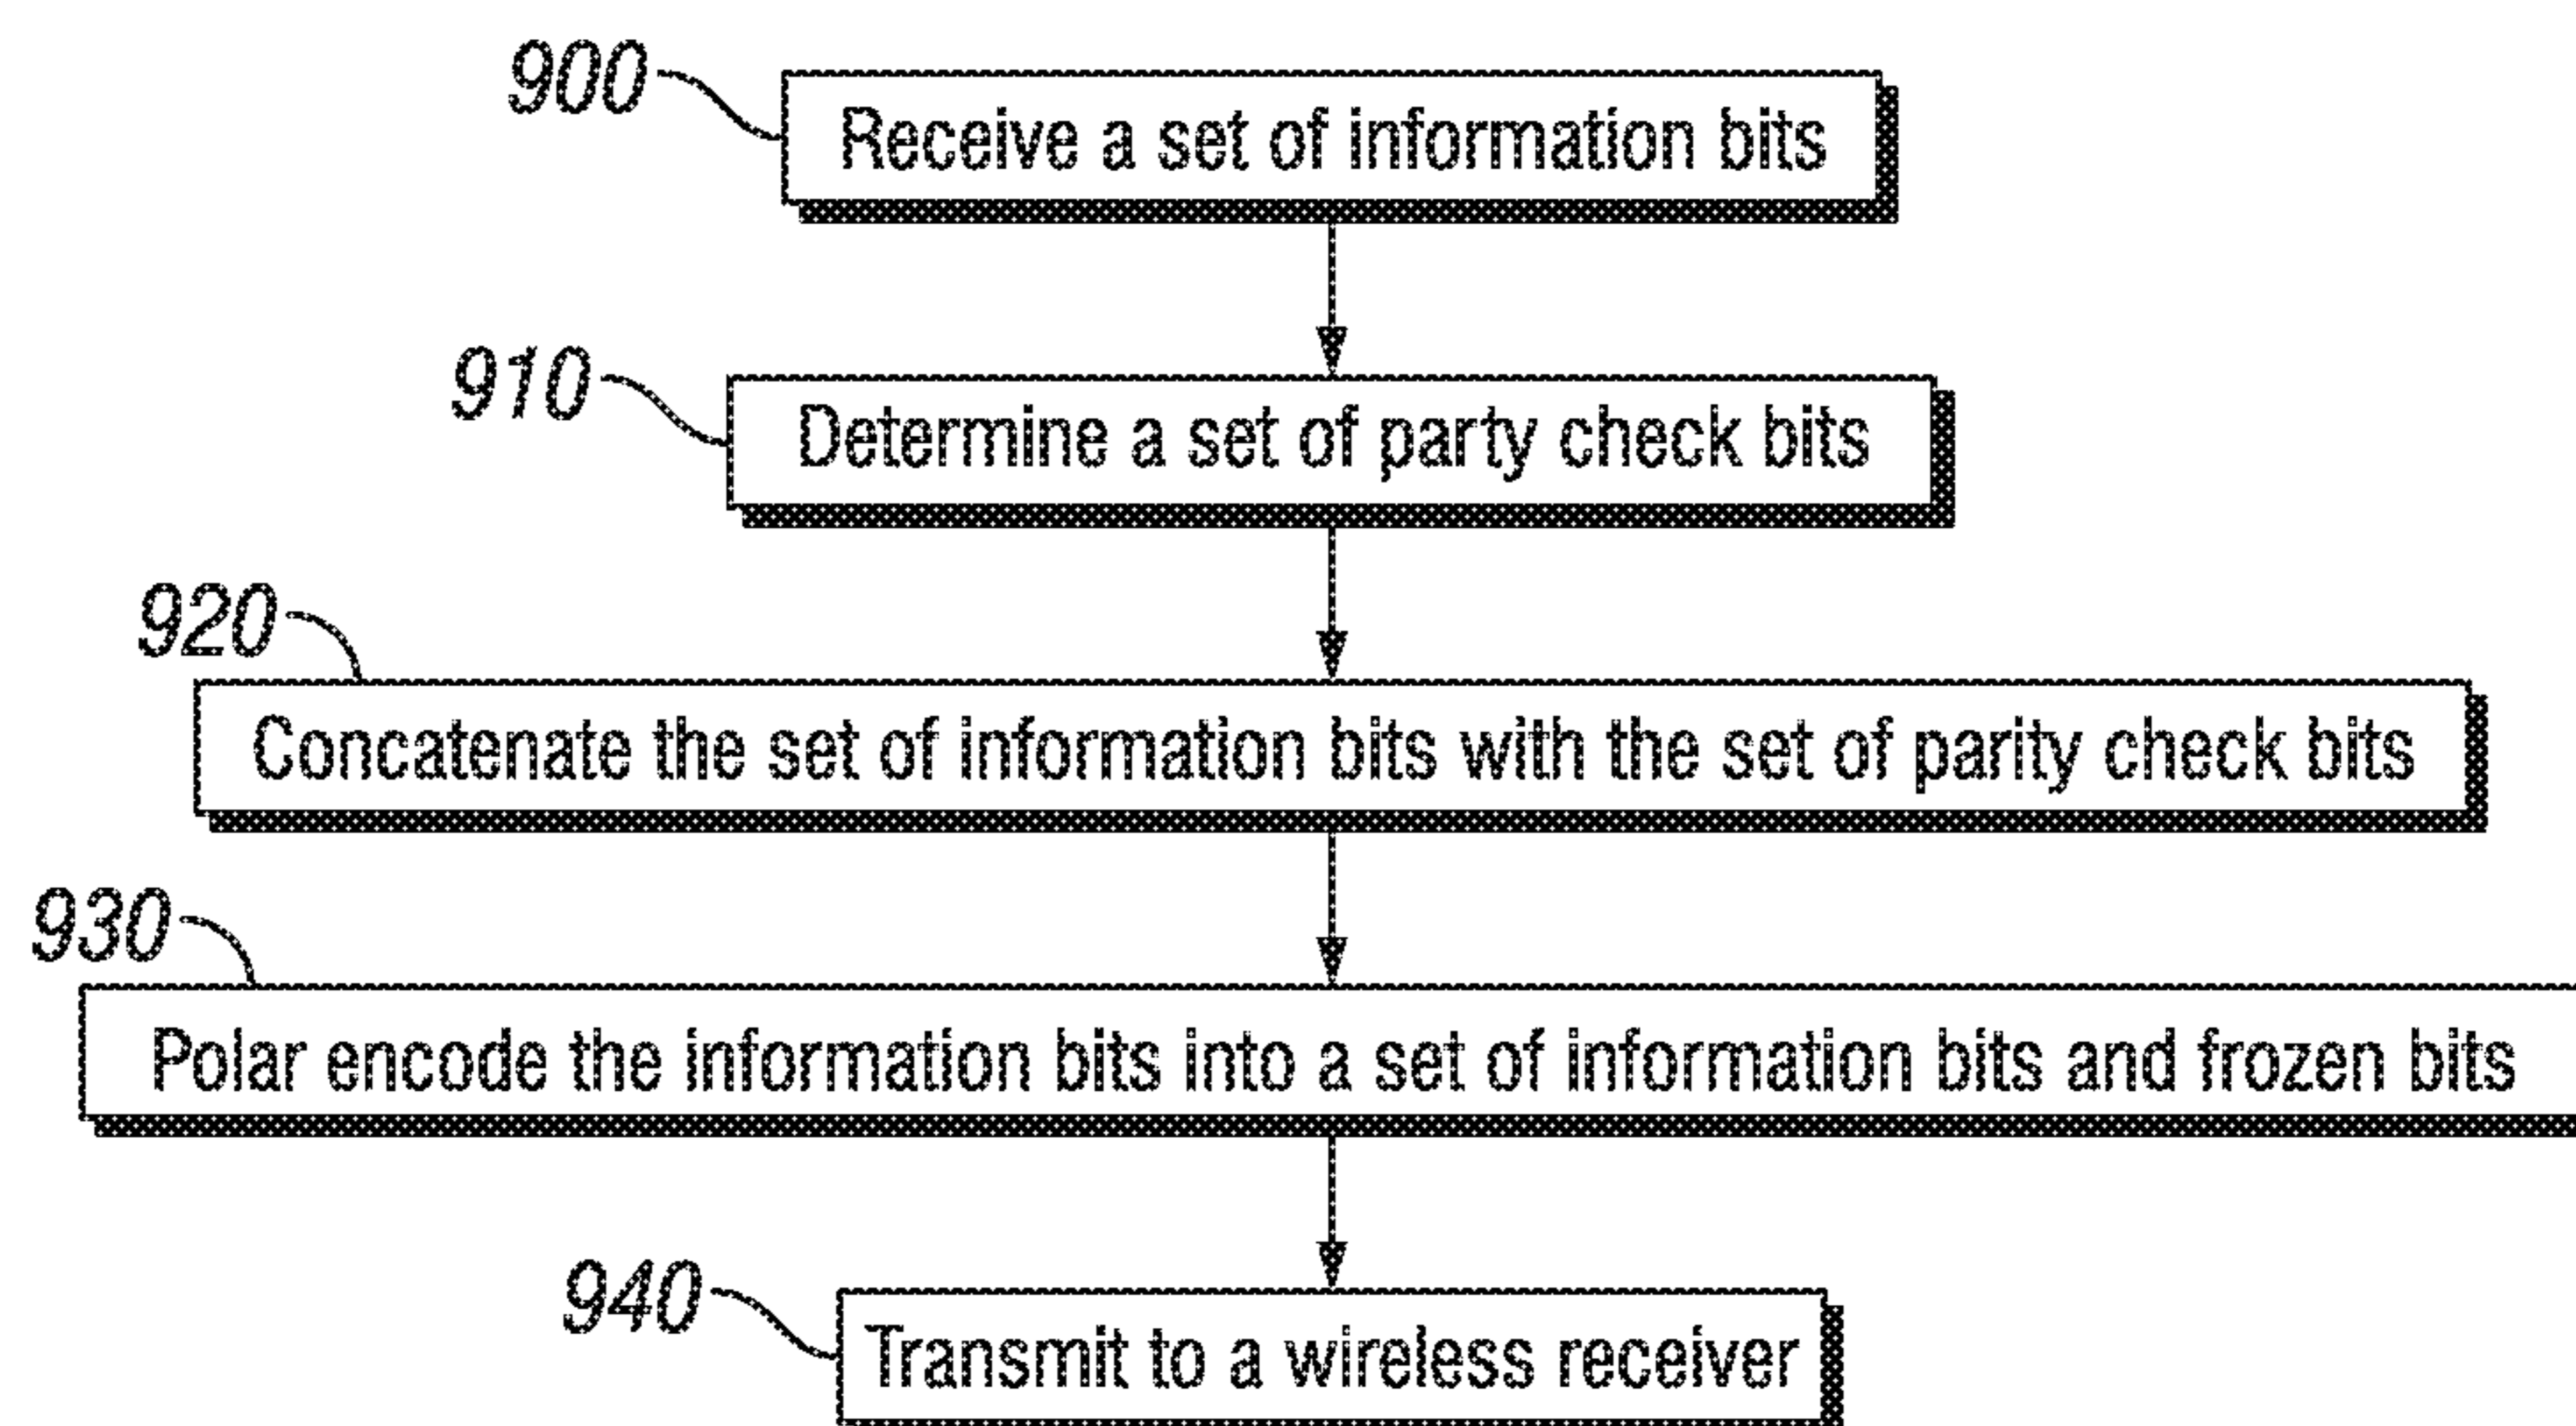 900
Receive a set of information bits
910
Determine a set of party check bits
920
Concatenate the set of information bits with the set of parity check bits
930
Polar encode the information bits into a set of information bits and frozen bits
940
Transmit to a wireless receiver